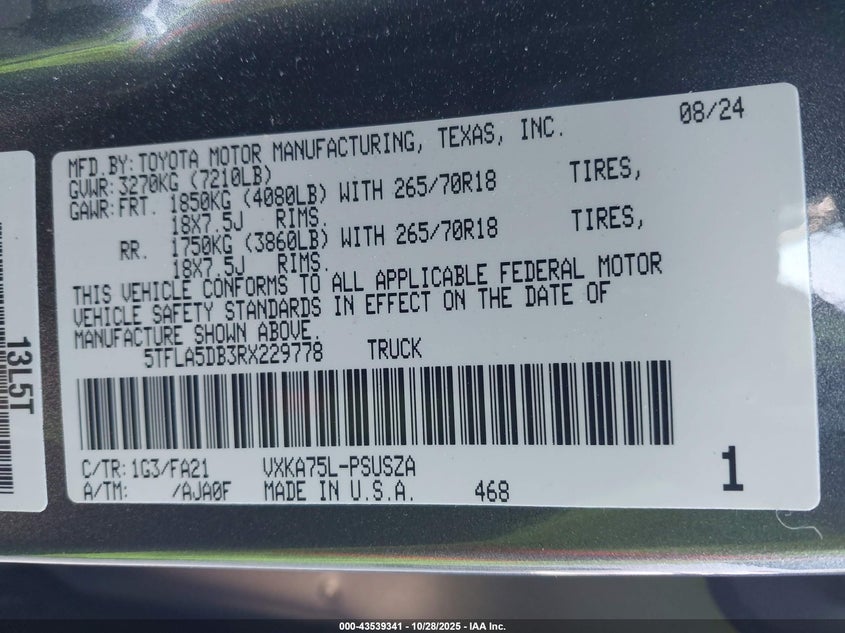 08/24
MFD.BY:TOYOTA MOTOR MANUFACTURING, TEXAS, INC.
GVWR:3270KG (7210LB)
GAWR:FRT. 1850KG (4080LB) WITH 265/70R18 TIRES,
18X7.5J RIMS.
RR. 1750KG (3860LB) WITH 265/70R18 TIRES,
18X7.5J RIMS.
THIS VEHICLE CONFORMS TO ALL APPLICABLE FEDERAL MOTOR
VEHICLE SAFETY STANDARDS IN EFFECT ON THE DATE OF
MANUFACTURE SHOWN ABOVE.
5TFLA5DB3RX229778 TRUCK
C/TR:1G3/FA21 VXKA75L-PSUSZA
A/TM: /AJA0F MADE IN U.S.A. 468
1
13L5T
000-43539341 | 10/28/2025 | IAA Inc.